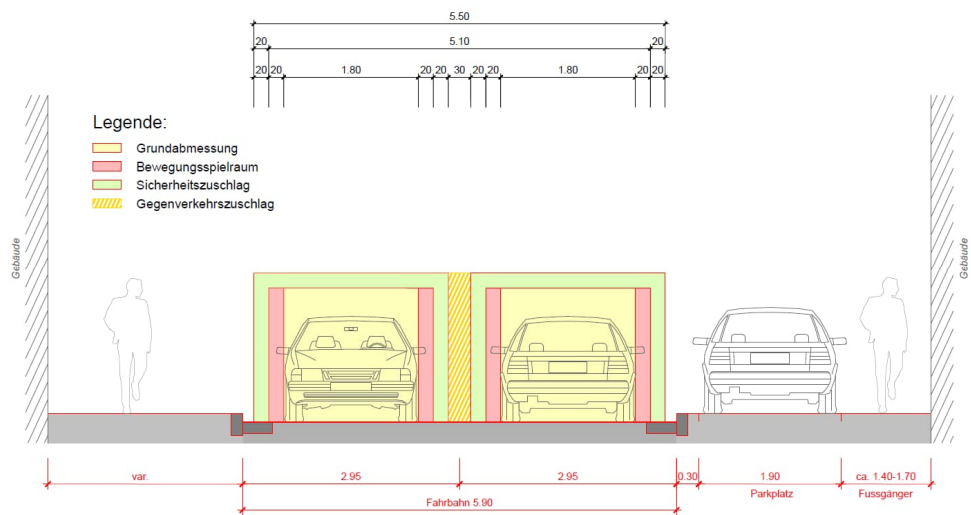 5.50
20 5.10 20
20 20 1.80 20 20 30 20 20 1.80 20 20
Legende:
Grundabmessung
Bewegungsspielraum
Sicherheitszuschlag
Gegenverkehrszuschlag
Gebäude
Gebäude
var. 2.95 2.95 0.30 1.90 ca. 1.40-1.70
Parkplatz Fussgänger
Fahrbahn 5.90